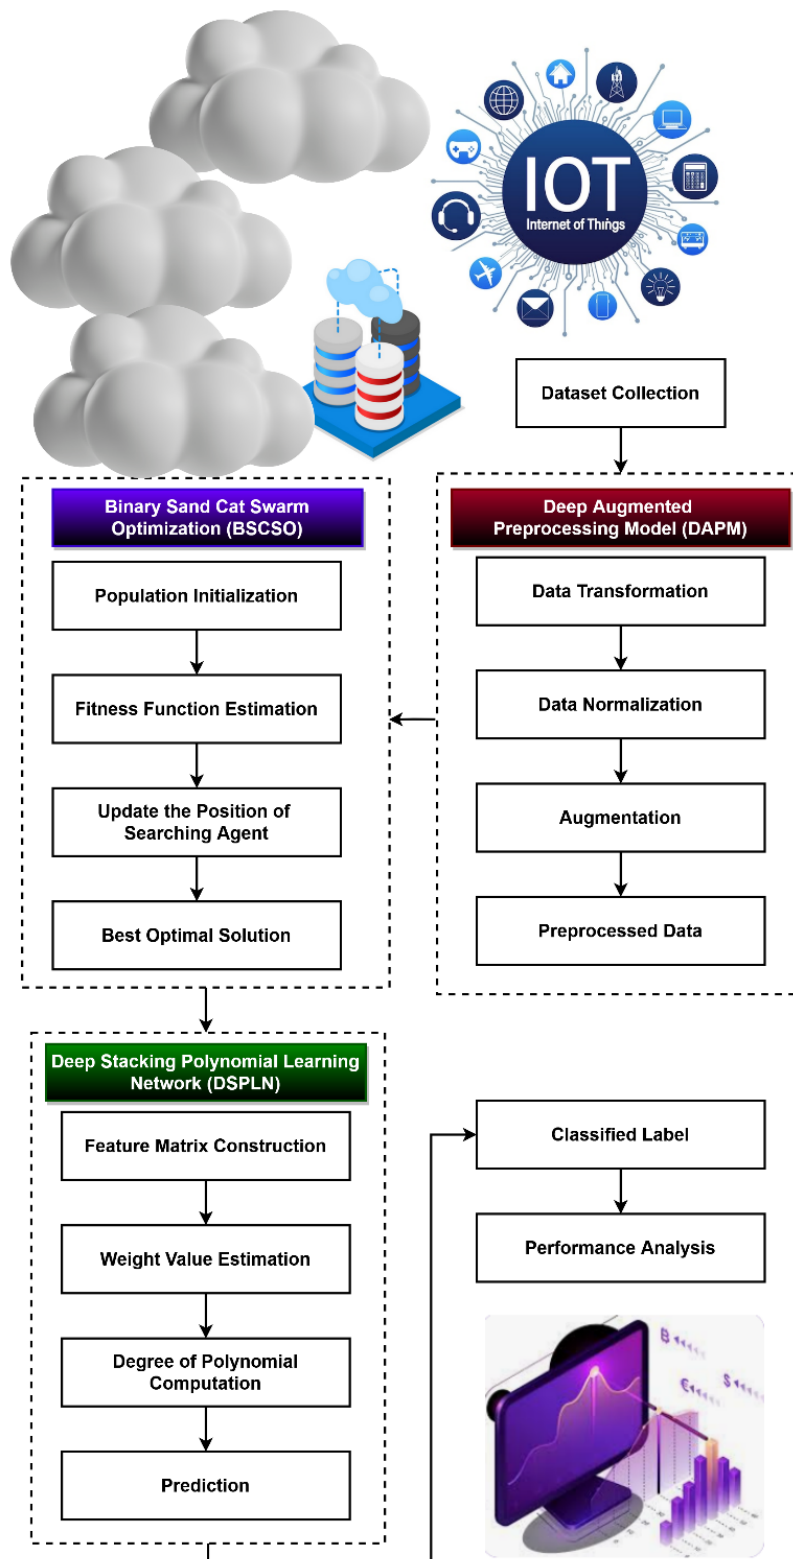 IOT
Internet of Things
Dataset Collection
Deep Augmented
Preprocessing Model (DAPM)
Data Transformation
Data Normalization
Augmentation
Preprocessed Data
Binary Sand Cat Swarm
Optimization (BSCSO)
Population Initialization
Fitness Function Estimation
Update the Position of
Searching Agent
Best Optimal Solution
Deep Stacking Polynomial Learning
Network (DSPLN)
Feature Matrix Construction
Weight Value Estimation
Degree of Polynomial
Computation
Prediction
Classified Label
Performance Analysis